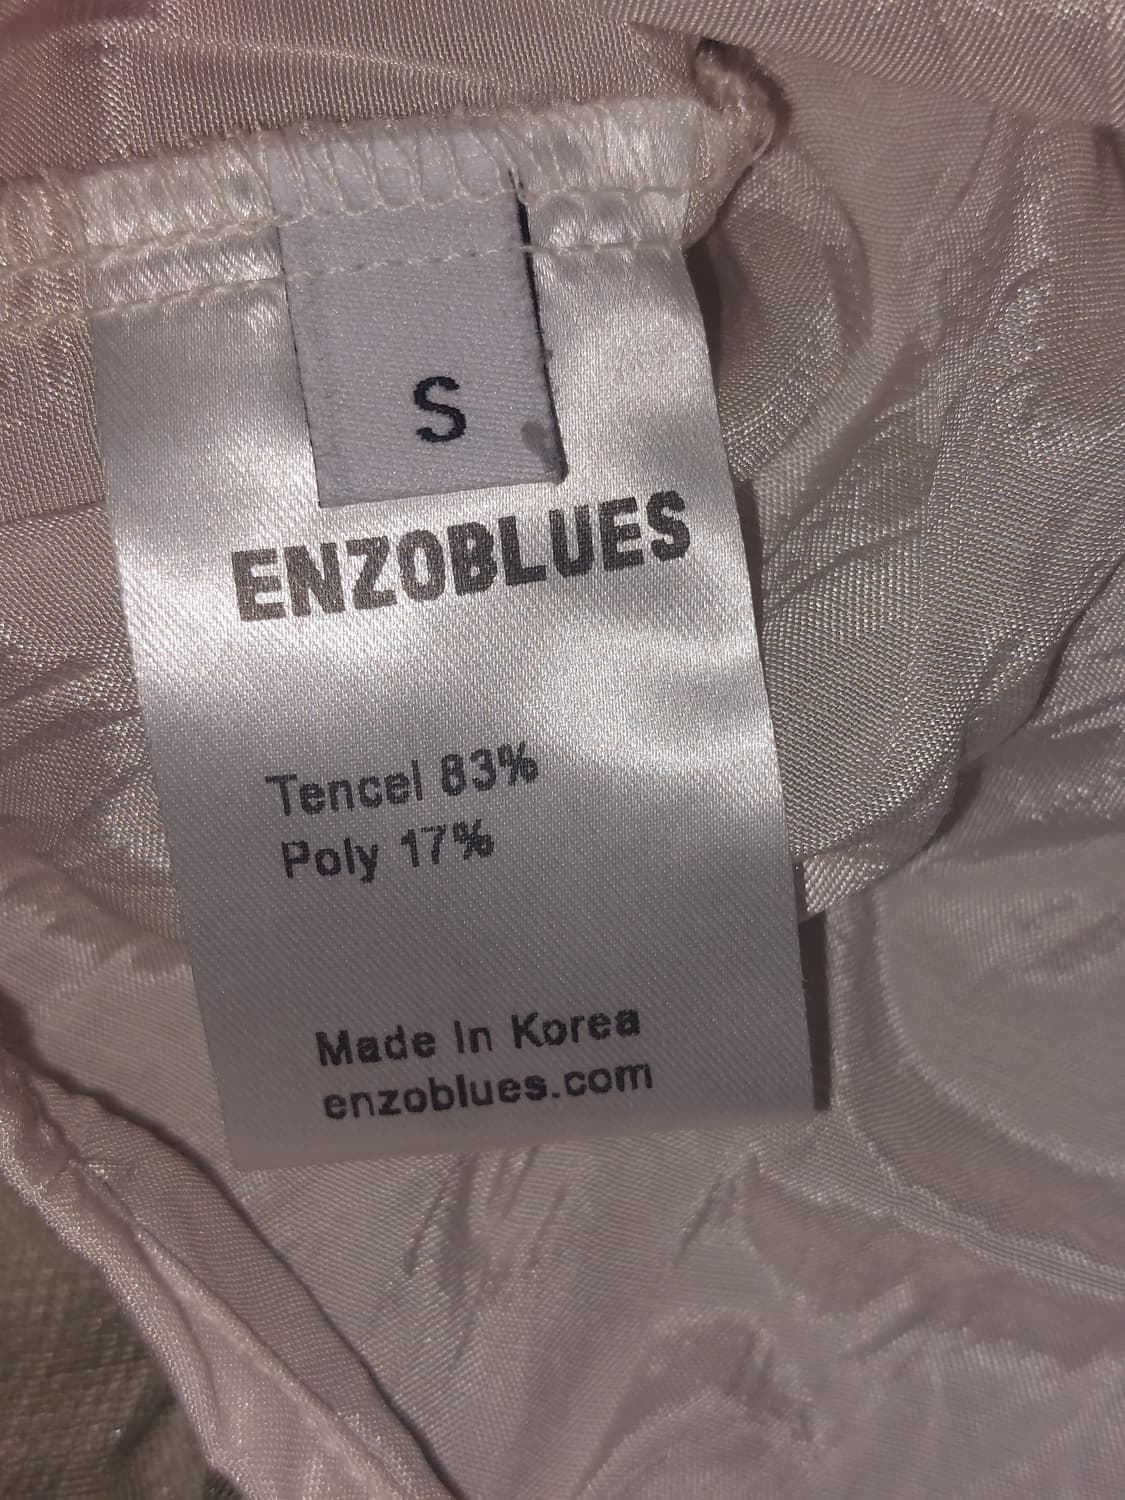 S
ENZOBLUES
Tencel 83%
Poly 17%
Made In Korea
enzoblues.com